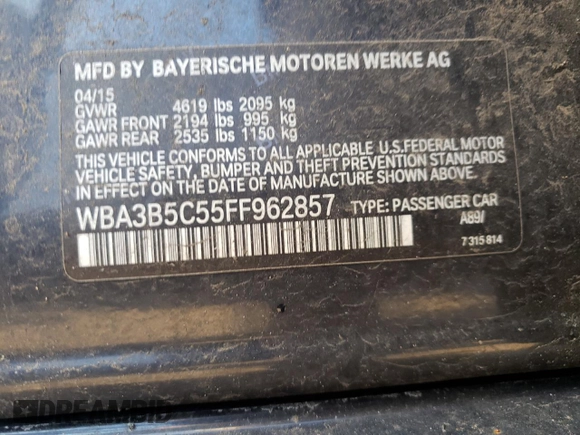 MFD BY BAYERISCHE MOTOREN WERKE AG
04/15
GVWR 4619 lbs 2095 kg
GAWR FRONT 2194 lbs 995 kg
GAWR REAR 2535 lbs 1150 kg
THIS VEHICLE CONFORMS TO ALL APPLICABLE U.S.FEDERAL MOTOR
VEHICLE SAFETY, BUMPER AND THEFT PREVENTION STANDARDS
IN EFFECT ON THE DATE OF MANUFACTURE SHOWN ABOVE.
WBA3B5C55FF962857 TYPE: PASSENGER CAR
A89/
7315814
DREAMBID